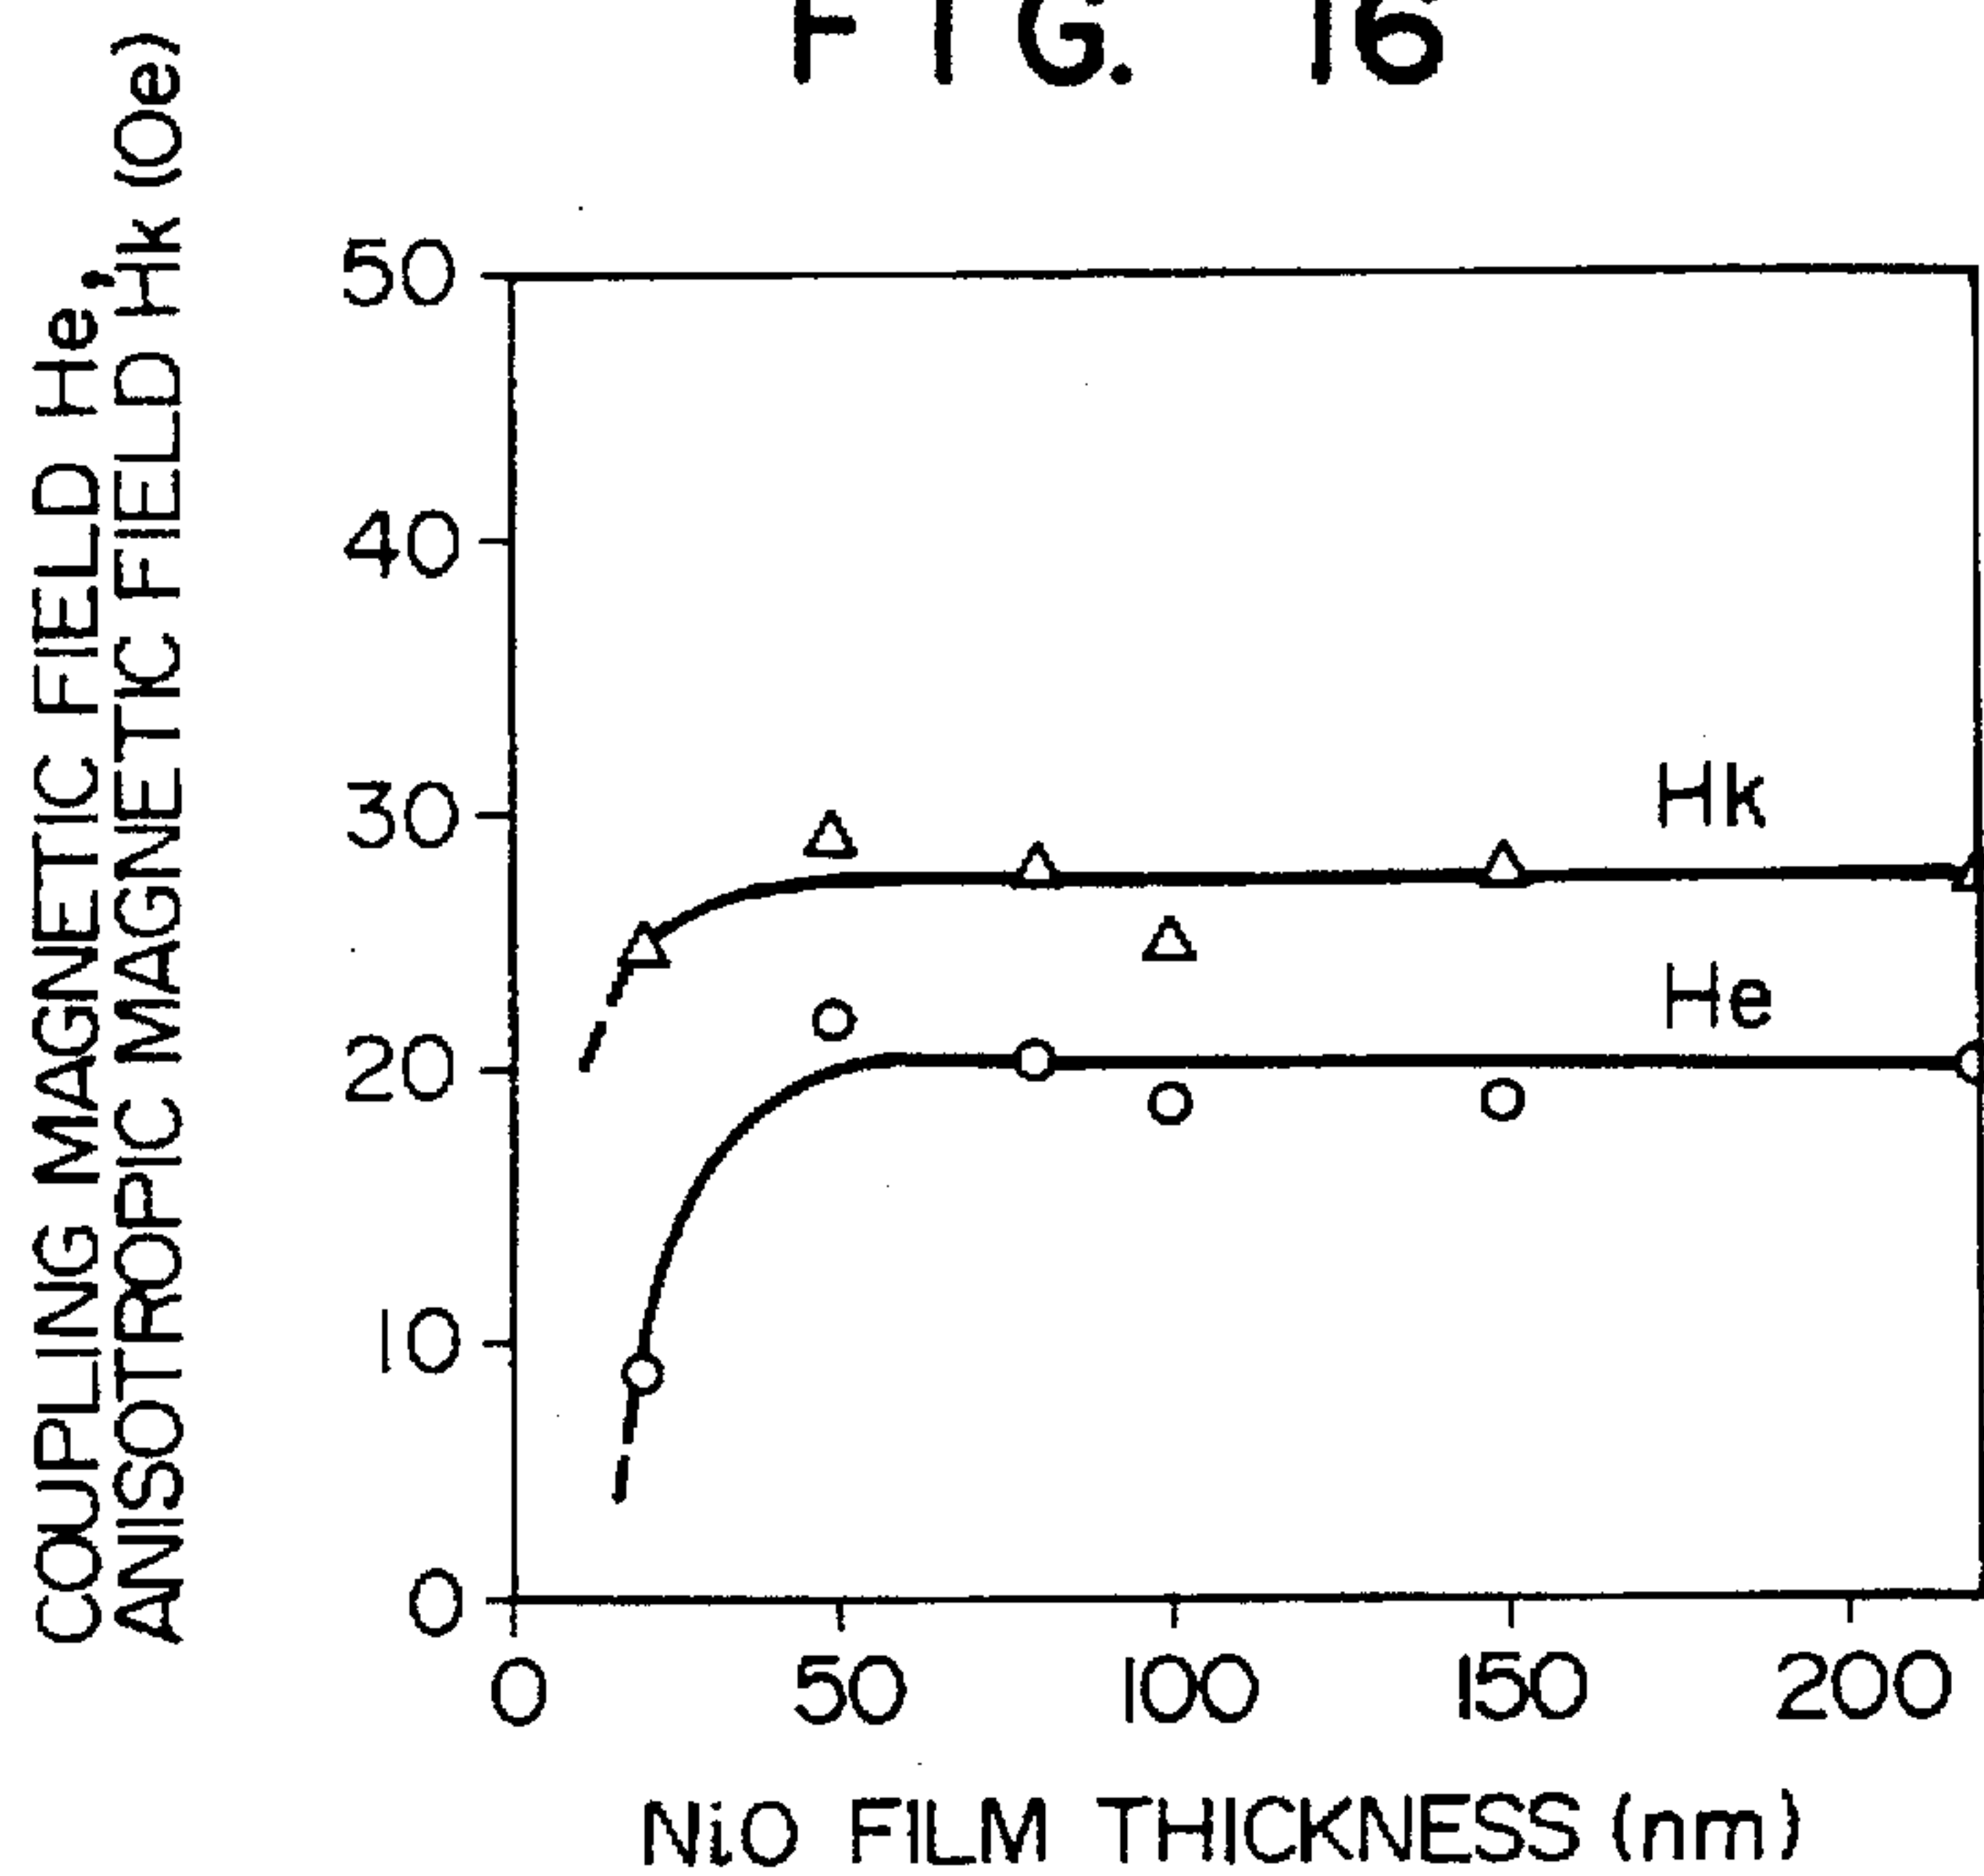 FIG. 16
COUPLING MAGNETIC FIELD He,
ANISOTROPIC MAGNETIC FIELD Hk (Oe)
50
40
30
20
10
0
Hk
He
0 50 100 150 200
NiO FILM THICKNESS (nm)